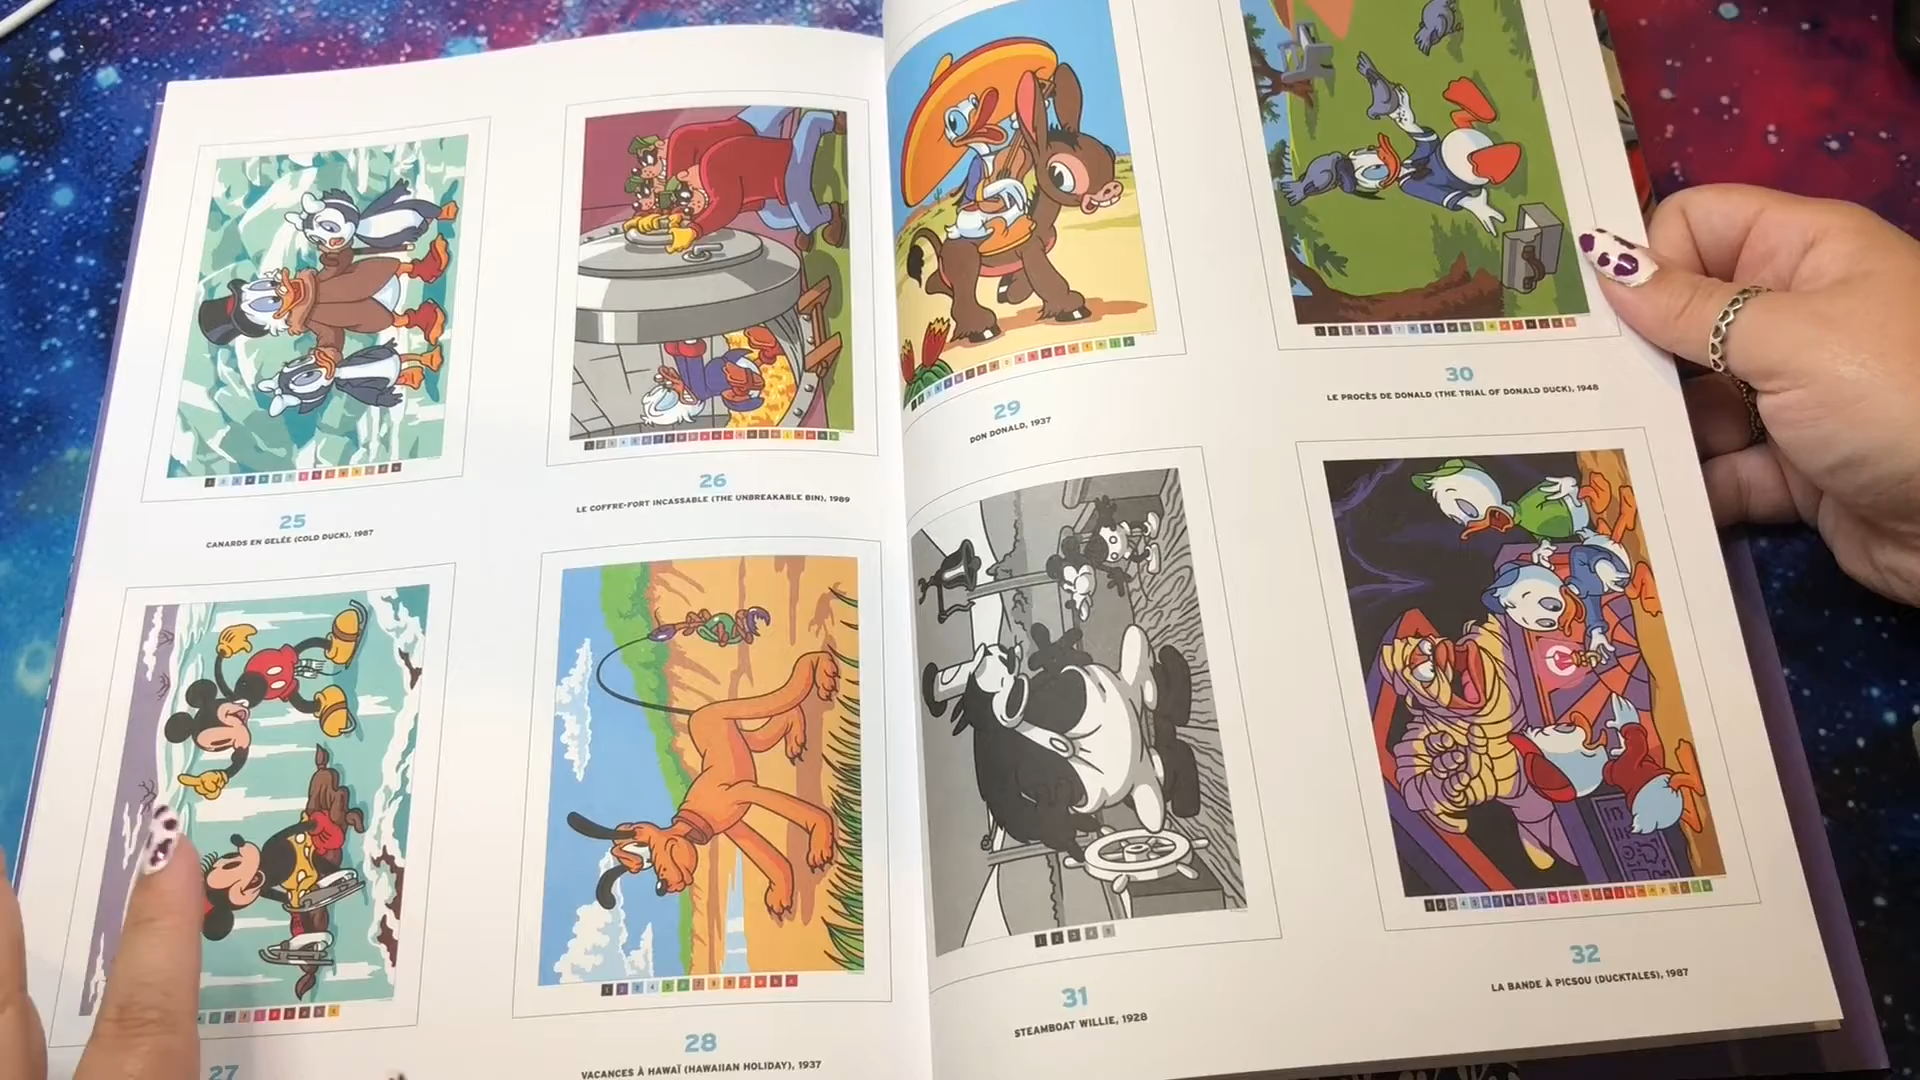 25
CANARDS EN GELÉE (COLD DUCK), 1987
26
LE COFFRE-FORT INCASSABLE (THE UNBREAKABLE BIN), 1989
27
28
VACANCES À HAWAÏ (HAWAIIAN HOLIDAY), 1937
29
DON DONALD, 1937
30
LE PROCÈS DE DONALD (THE TRIAL OF DONALD DUCK), 1948
31
STEAMBOAT WILLIE, 1928
32
LA BANDE À PICSOU (DUCKTALES), 1987